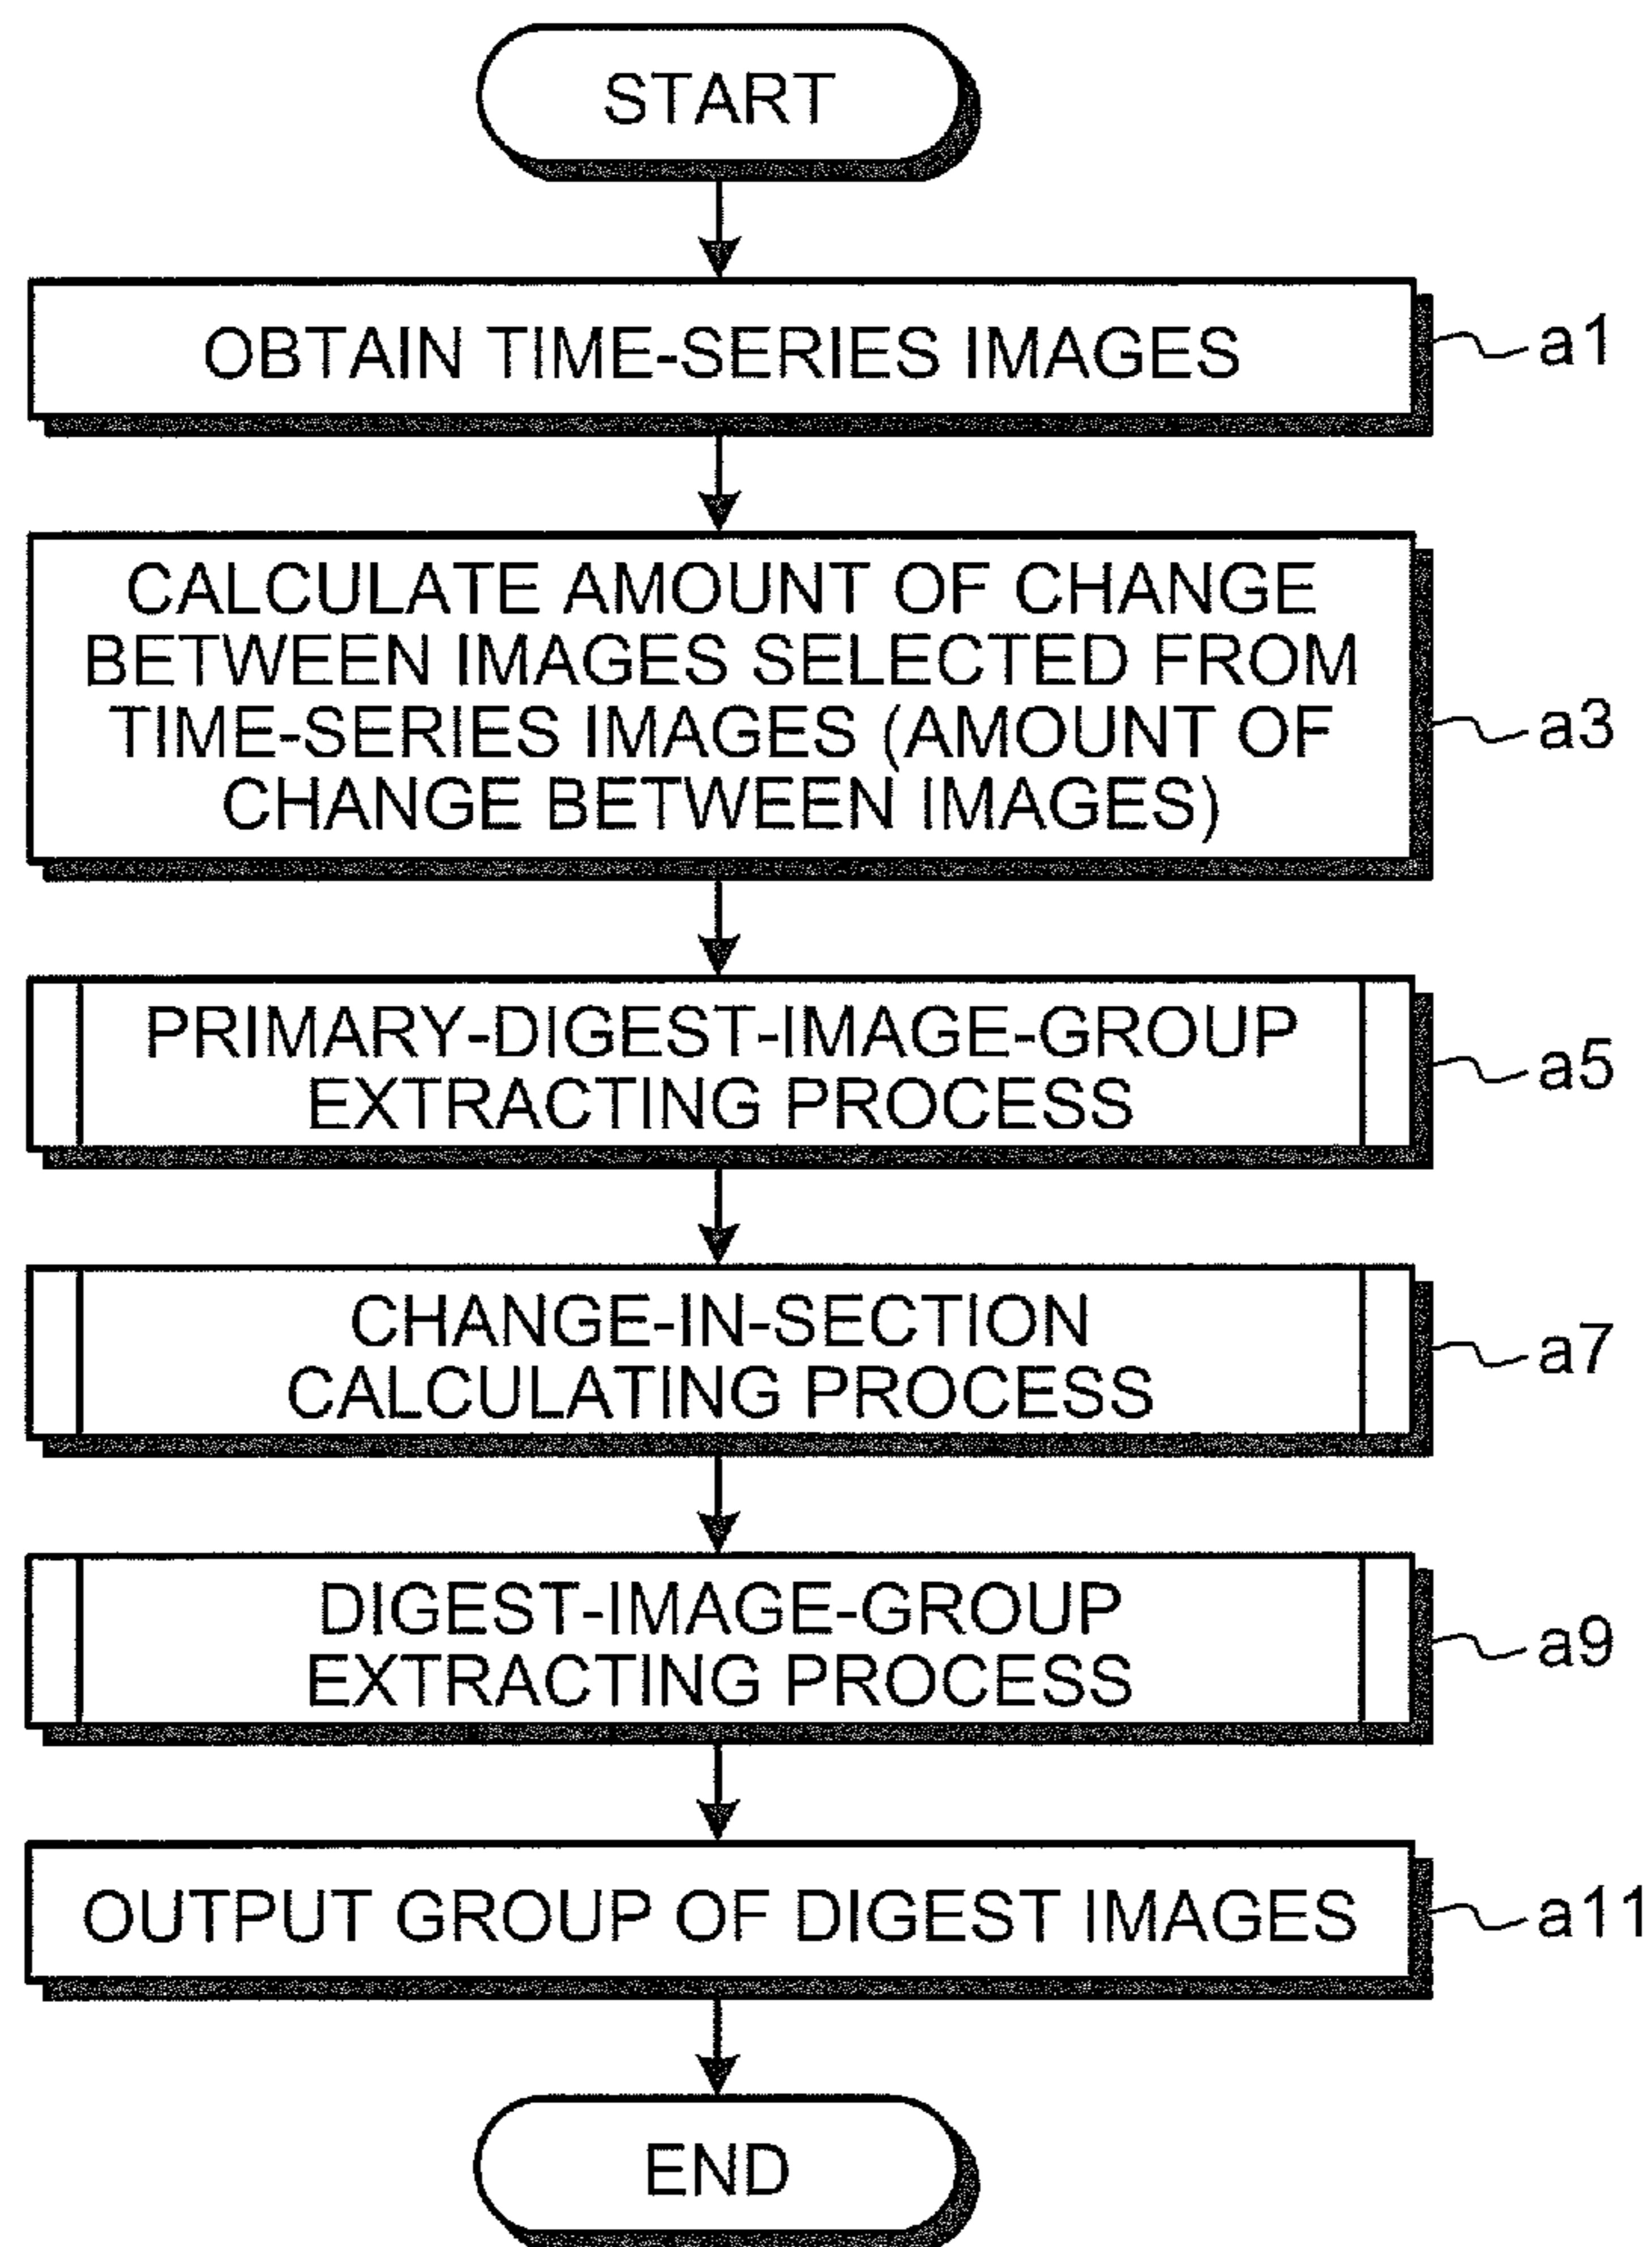 START
OBTAIN TIME-SERIES IMAGES
a1
CALCULATE AMOUNT OF CHANGE
BETWEEN IMAGES SELECTED FROM
TIME-SERIES IMAGES (AMOUNT OF
CHANGE BETWEEN IMAGES)
a3
PRIMARY-DIGEST-IMAGE-GROUP
EXTRACTING PROCESS
a5
CHANGE-IN-SECTION
CALCULATING PROCESS
a7
DIGEST-IMAGE-GROUP
EXTRACTING PROCESS
a9
OUTPUT GROUP OF DIGEST IMAGES
a11
END